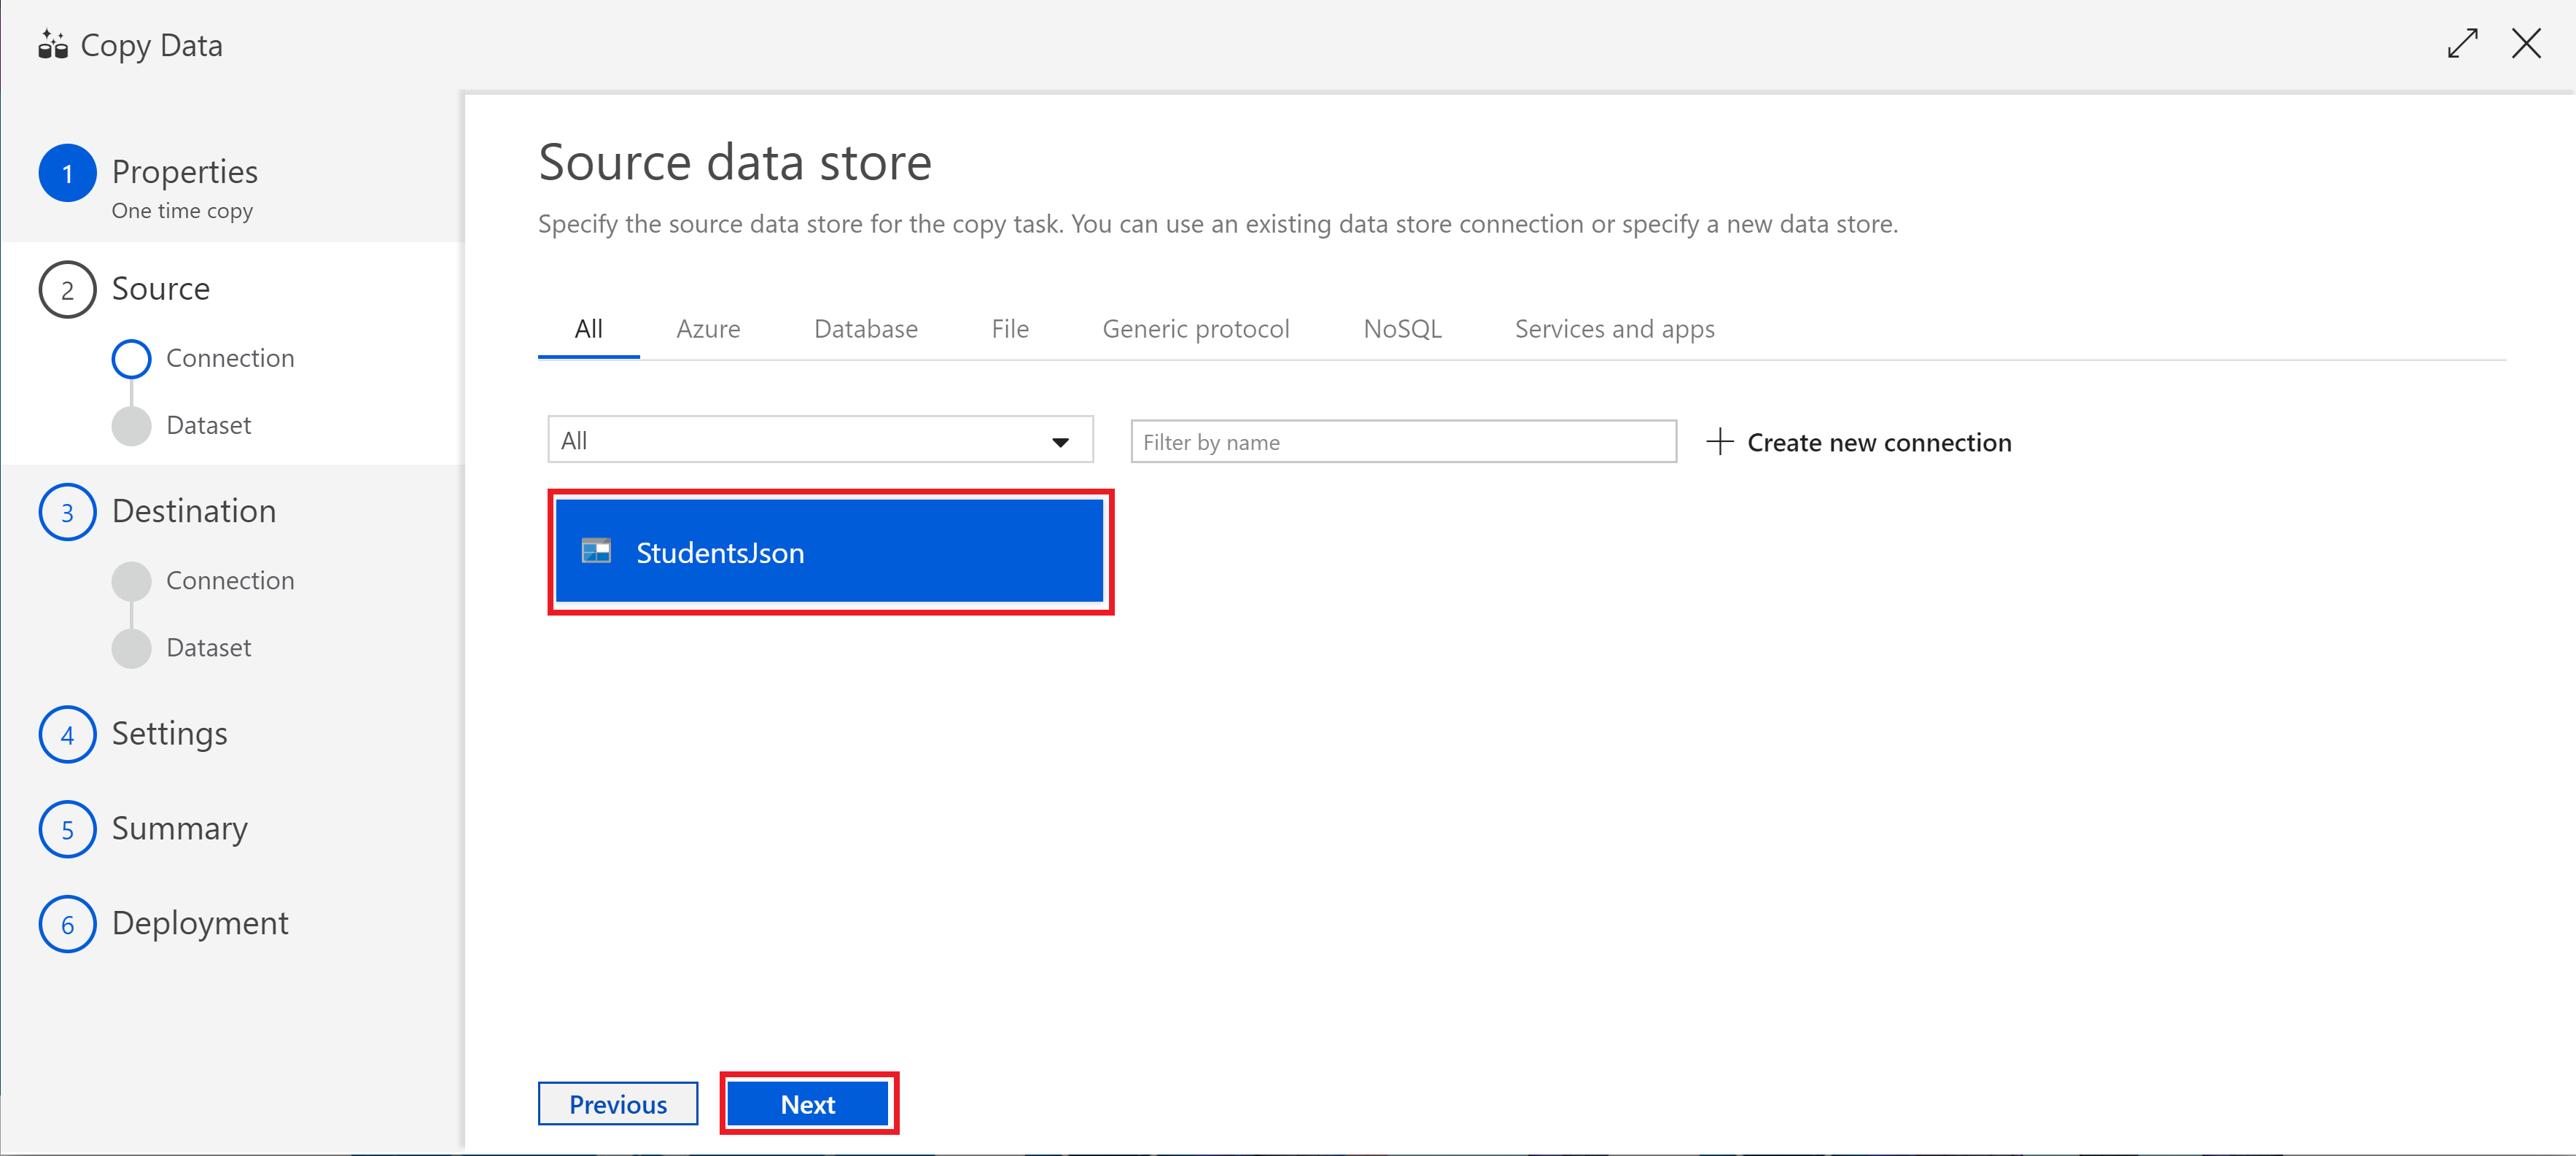 Copy Data
1 Properties
One time copy
2 Source
Connection
Dataset
3 Destination
Connection
Dataset
4 Settings
5 Summary
6 Deployment
Source data store
Specify the source data store for the copy task. You can use an existing data store connection or specify a new data store.
All Azure Database File Generic protocol NoSQL Services and apps
All Filter by name Create new connection
StudentsJson
Previous Next